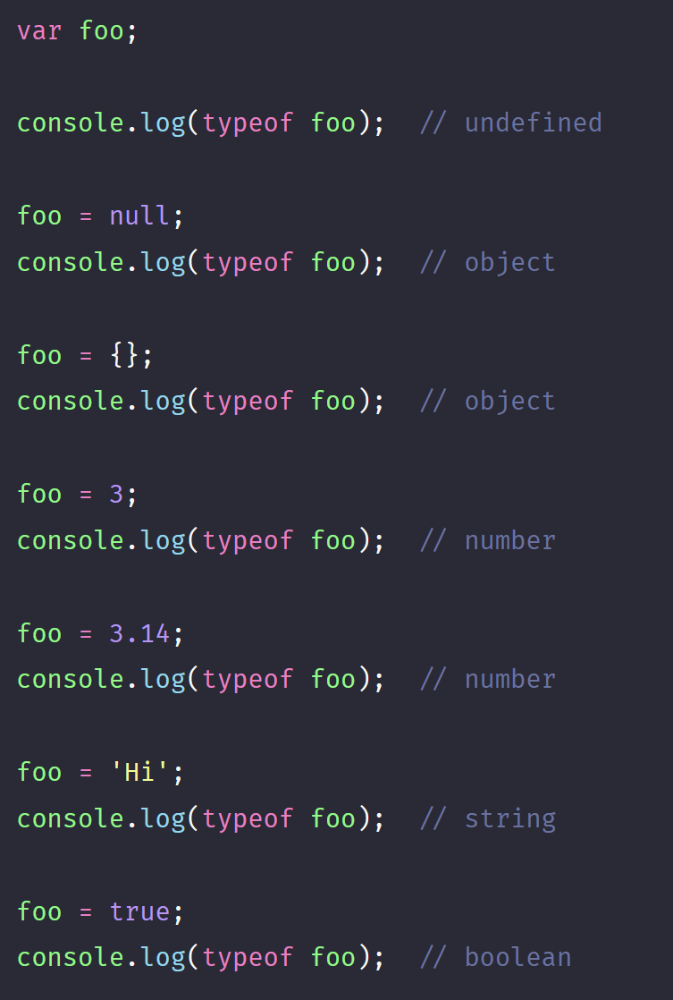 var foo;
console.log(typeof foo);  // undefined
foo = null;
console.log(typeof foo);  // object
foo = {};
console.log(typeof foo);  // object
foo = 3;
console.log(typeof foo);  // number
foo = 3.14;
console.log(typeof foo);  // number
foo = 'Hi';
console.log(typeof foo);  // string
foo = true;
console.log(typeof foo);  // boolean